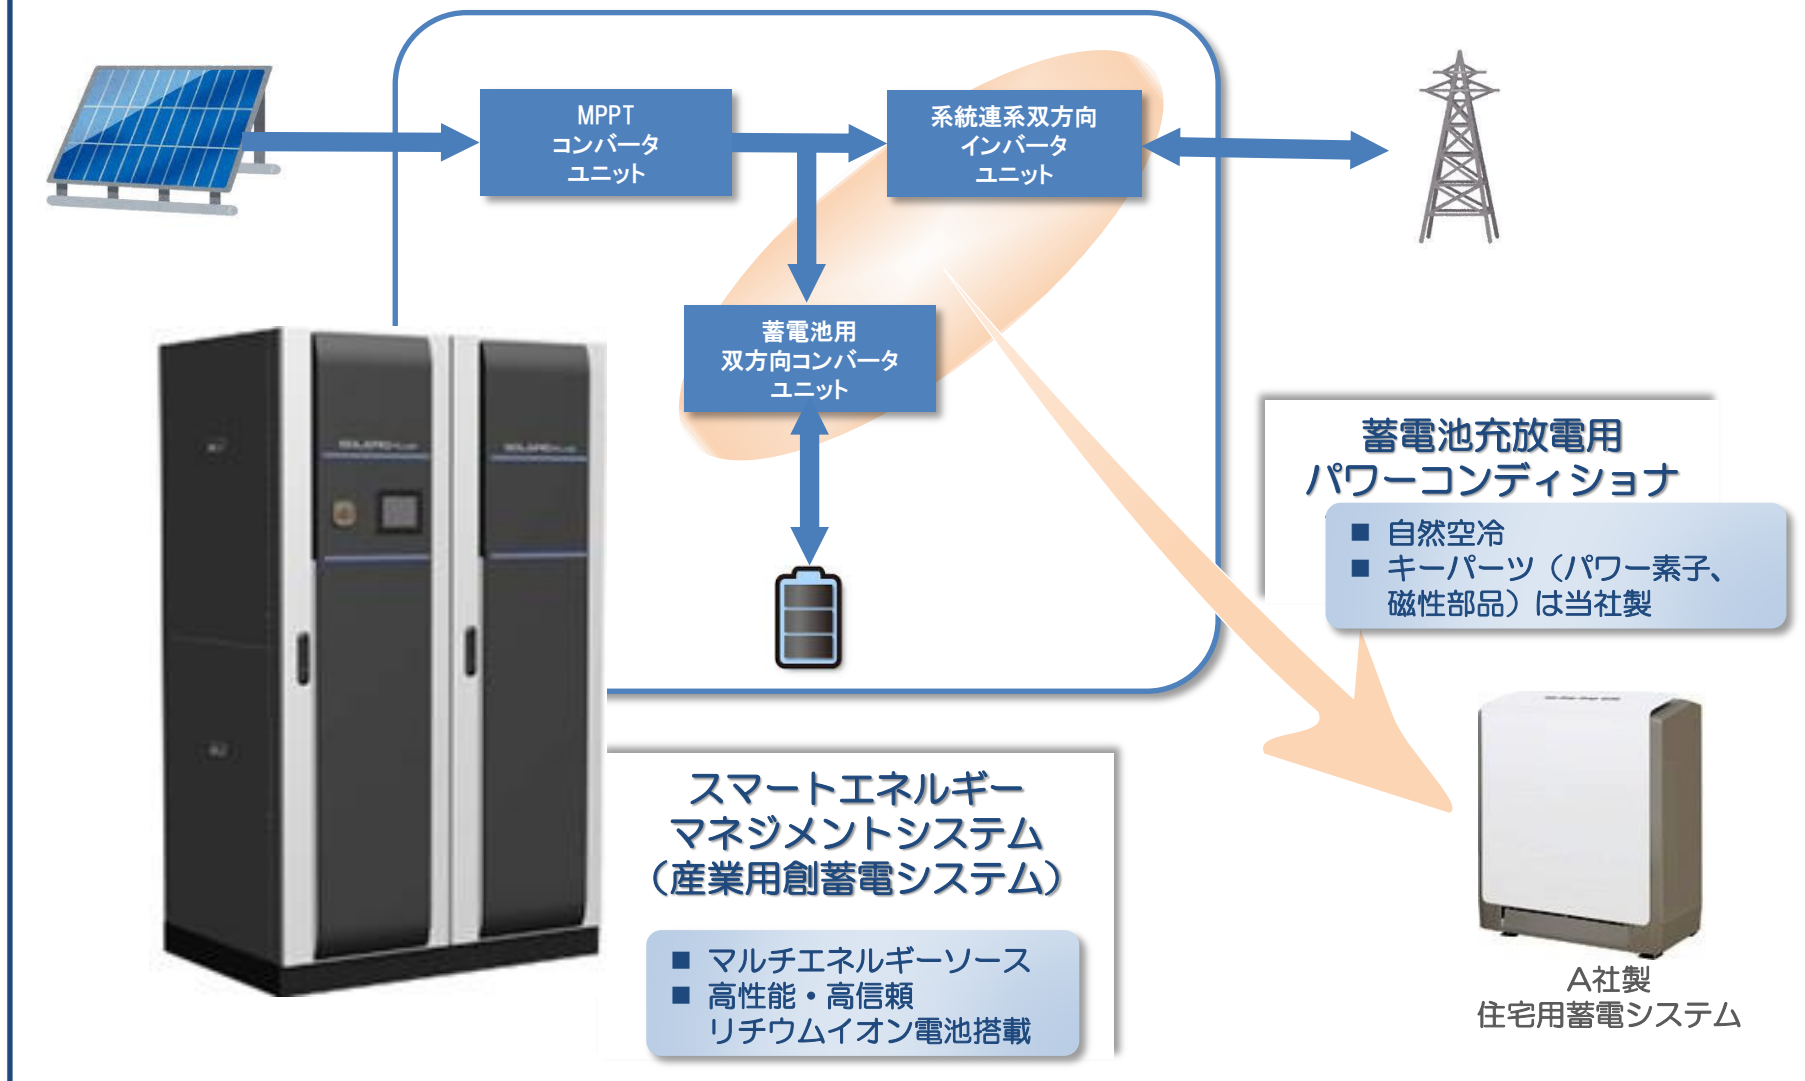 MPPT
コンバータ
ユニット
系統連系双方向
インバータ
ユニット
蓄電池用
双方向コンバータ
ユニット
蓄電池充放電用
パワーコンディショナ
■ 自然空冷
■ キーパーツ（パワー素子、
磁性部品）は当社製
スマートエネルギー
マネジメントシステム
（産業用創蓄電システム）
■ マルチエネルギーソース
■ 高性能・高信頼
リチウムイオン電池搭載
A社製
住宅用蓄電システム